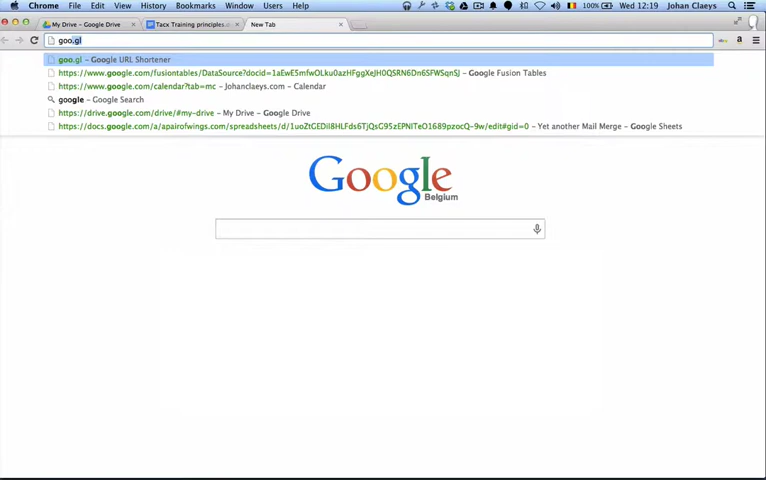 Chrome File Edit View History Bookmarks Window Users Help 100% Wed 12:19 Johan Claeys
My Drive – Google Drive Tacx Training principles. New Tab
goo.gl
goo.gl – Google URL Shortener
https://www.google.com/fusiontables/DataSource?docid=1aEwE5mfwOLku0azHFggXeJH0QSRN6Dn6SFWSqnSJ – Google Fusion Tables
https://www.google.com/calendar?tab=mc – Johanclaeys.com – Calendar
google – Google Search
https://drive.google.com/drive/#my-drive – My Drive – Google Drive
https://docs.google.com/a/apairofwings.com/spreadsheets/d/1uoZtGEDil8HLFds6TjQsG95zEPNITeO1689pzocQ-9w/edit#gid=0 – Yet another Mail Merge – Google Sheets
Google
Belgium